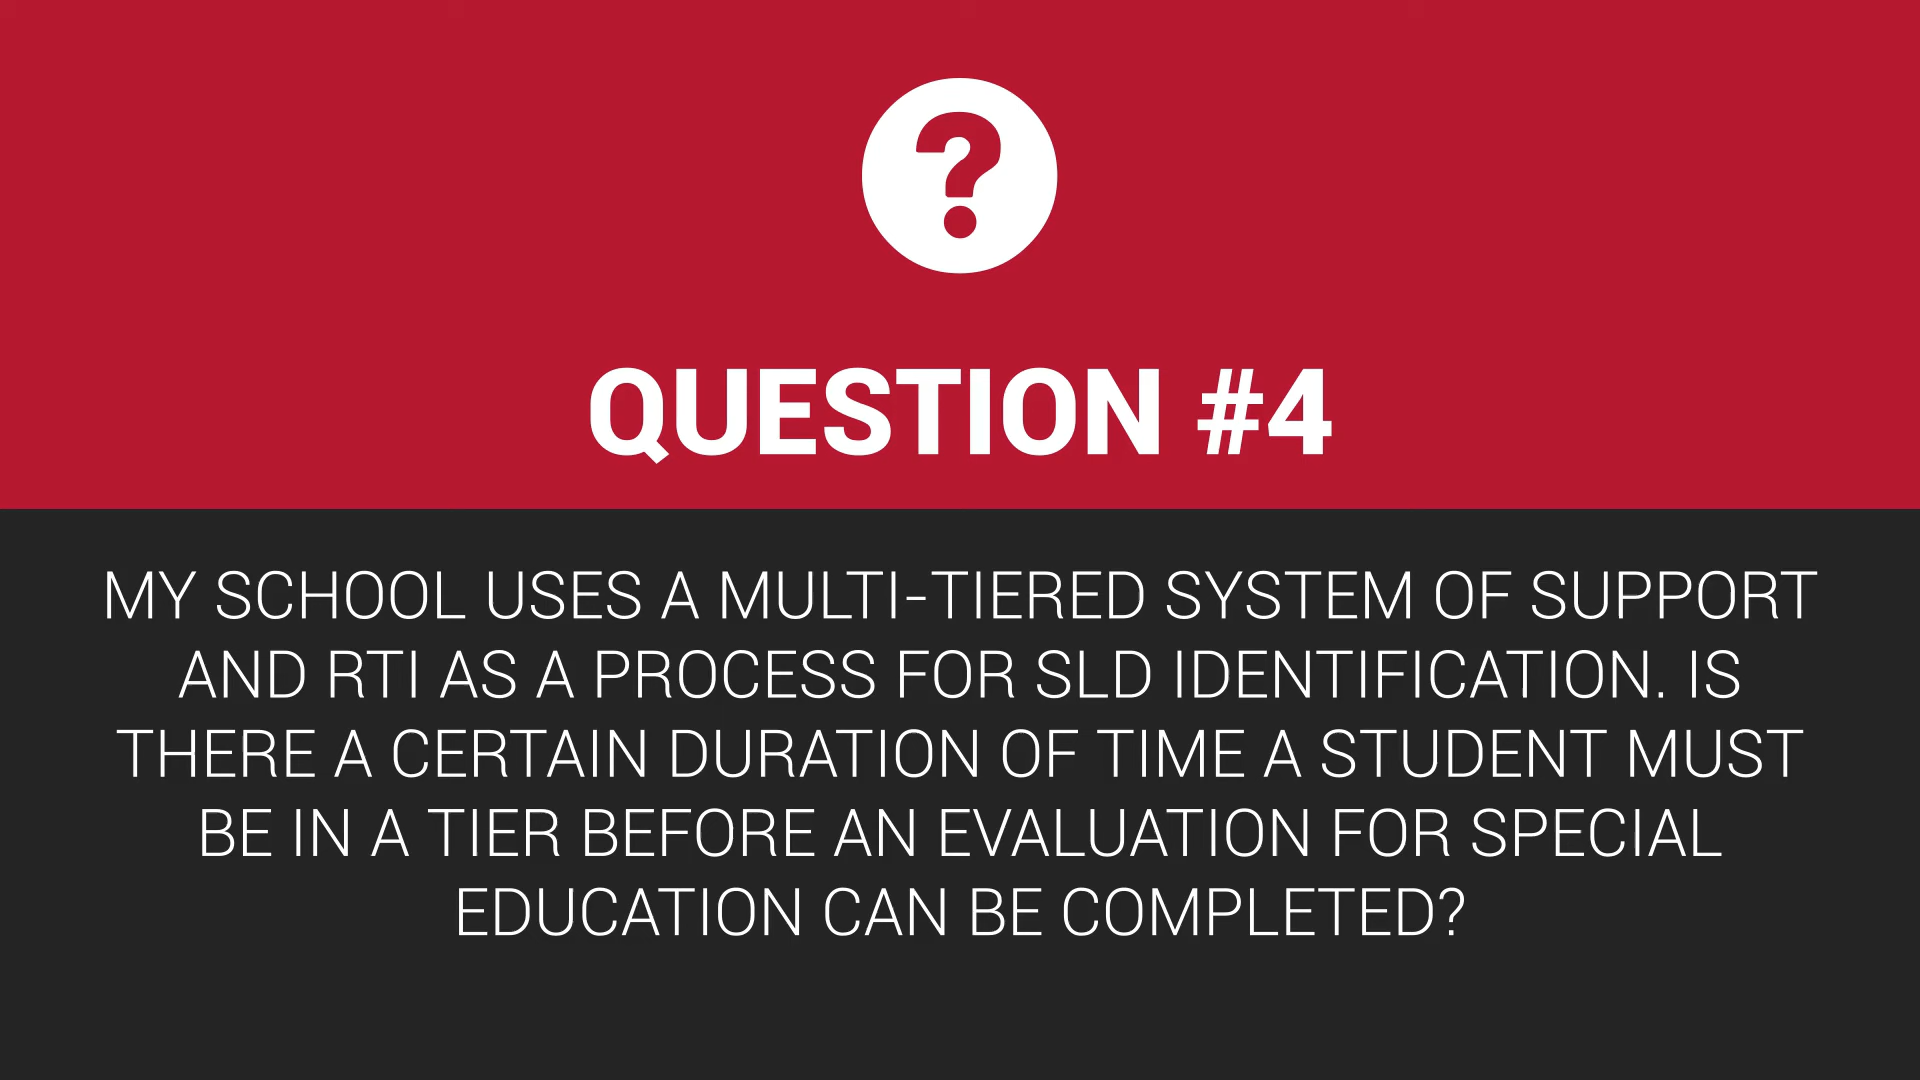 ?
QUESTION #4
MY SCHOOL USES A MULTI-TIERED SYSTEM OF SUPPORT
AND RTI AS A PROCESS FOR SLD IDENTIFICATION. IS
THERE A CERTAIN DURATION OF TIME A STUDENT MUST
BE IN A TIER BEFORE AN EVALUATION FOR SPECIAL
EDUCATION CAN BE COMPLETED?